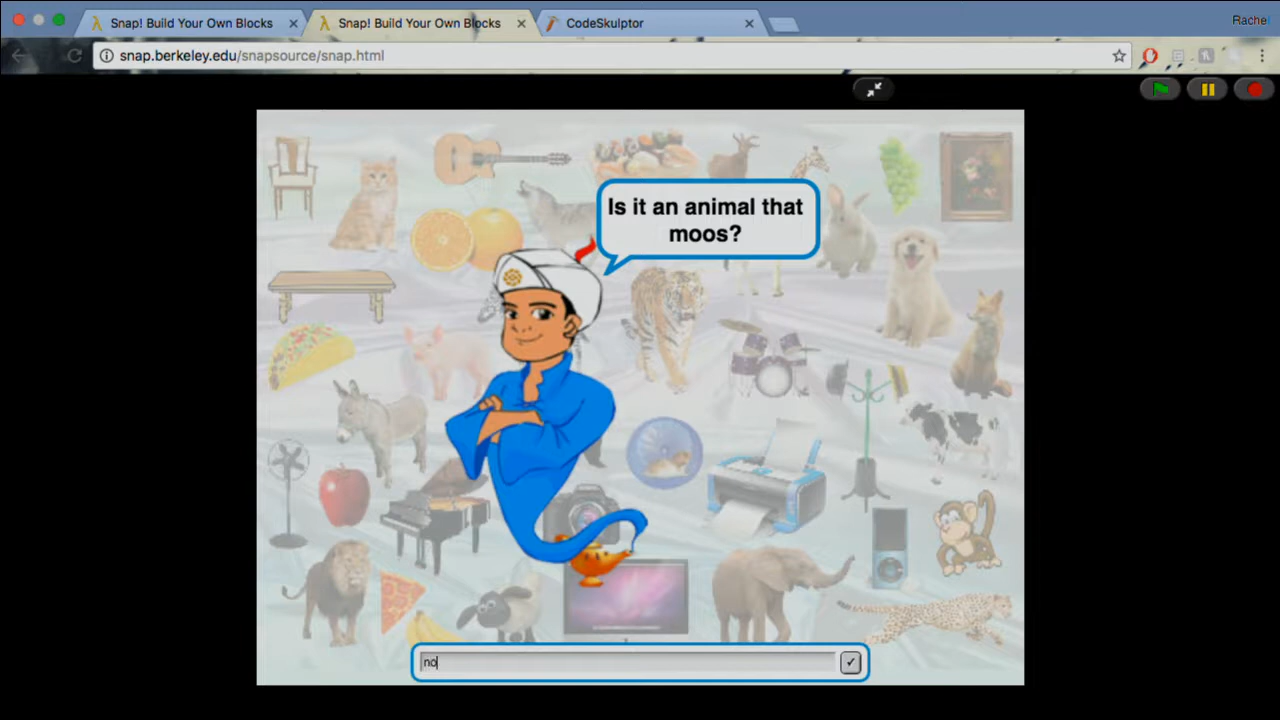 Snap! Build Your Own Blocks
Snap! Build Your Own Blocks
CodeSkulptor
Rachel
snap.berkeley.edu/snapsource/snap.html
Is it an animal that
moos?
no